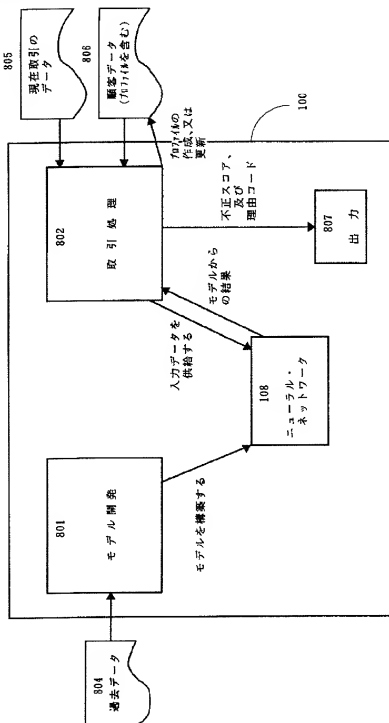 805
現在取引の
データ
806
顧客データ
(プロファイルを含む)
プロファイルの
作成、又は
更新
100
802
取引処理
不正スコア、
及び
理由コード
807
出力
モデルから
の結果
入力データを
供給する
108
ニューラル・
ネットワーク
801
モデル開発
モデルを構築する
804
過去データ